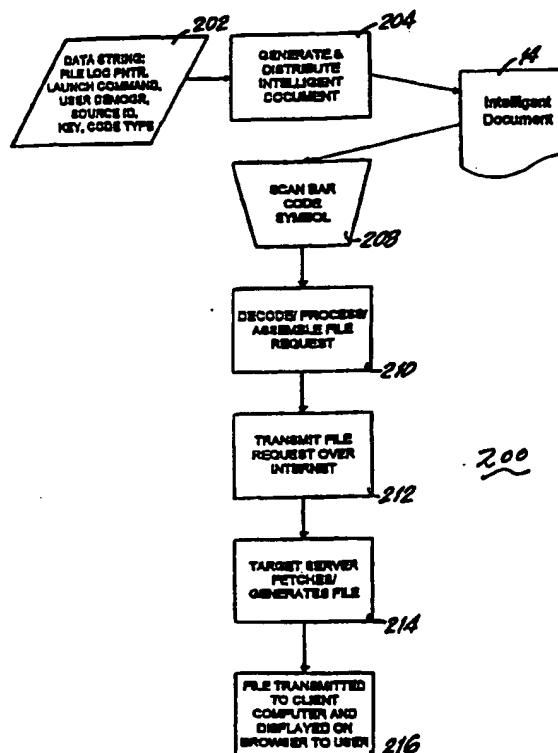 202
DATA STRING:
FILE LOG PNTR,
LAUNCH COMMAND,
USER DEMOGR,
SOURCE ID,
KEY, CODE TYPE
204
GENERATE &
DISTRIBUTE
INTELLIGENT
DOCUMENT
14
Intelligent
Document
SCAN BAR
CODE
SYMBOL
208
DECODE/ PROCESS/
ASSEMBLE FILE
REQUEST
210
TRANSMIT FILE
REQUEST OVER
INTERNET
212
200
TARGET SERVER
FETCHES/
GENERATES FILE
214
FILE TRANSMITTED
TO CLIENT
COMPUTER AND
DISPLAYED ON
BROWSER TO USER
216